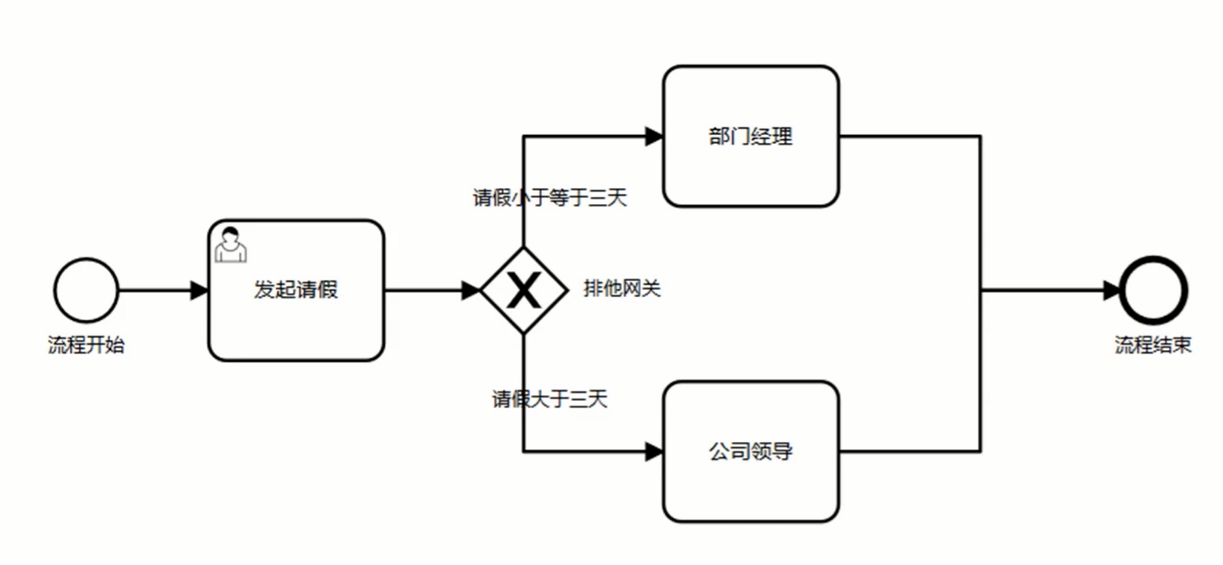 流程开始
发起请假
排他网关
请假小于等于三天
部门经理
请假大于三天
公司领导
流程结束